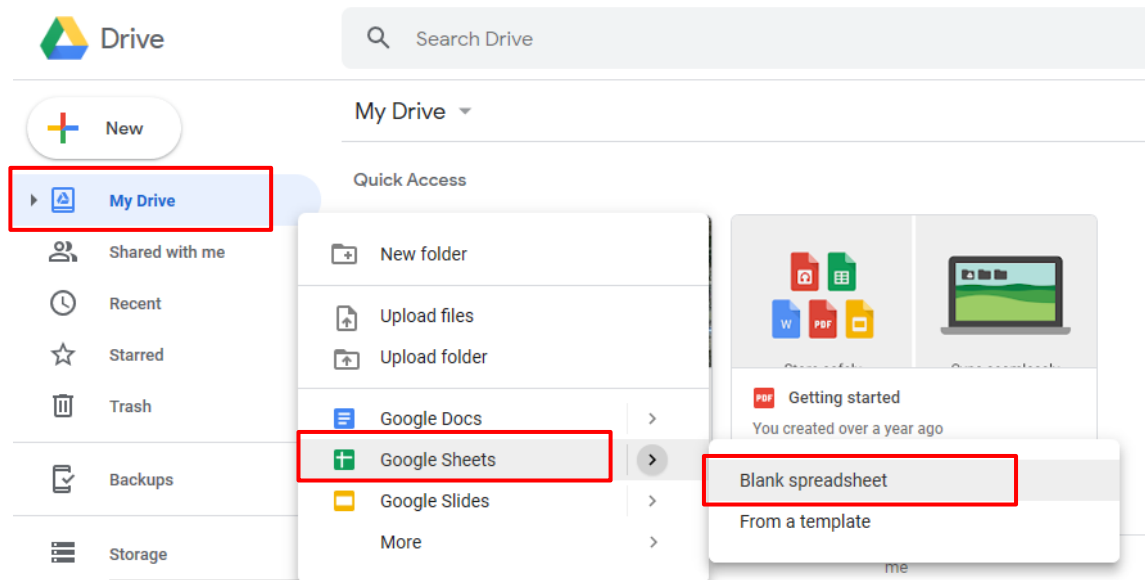 Drive
Search Drive
New
My Drive
My Drive
Quick Access
Shared with me
Recent
Starred
Trash
Backups
Storage
New folder
Upload files
Upload folder
Google Docs
Google Sheets
Google Slides
More
W
PDF
PDF
Getting started
You created over a year ago
Blank spreadsheet
From a template
me